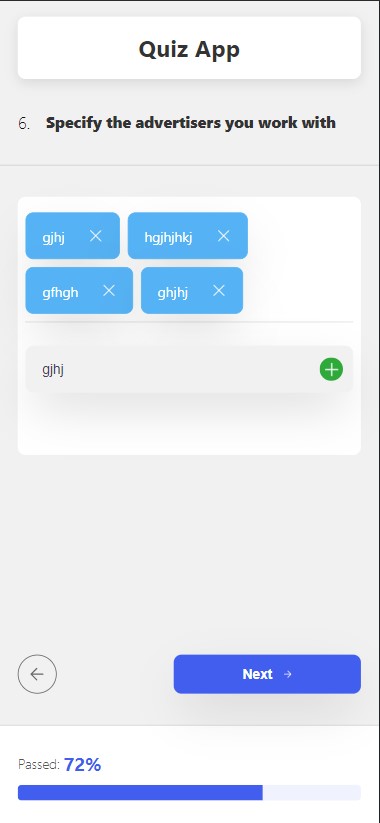 Quiz App
6. Specify the advertisers you work with
gjhj
hgjhjhkj
gfhgh
ghjhj
gjhj
Next
Passed: 72%